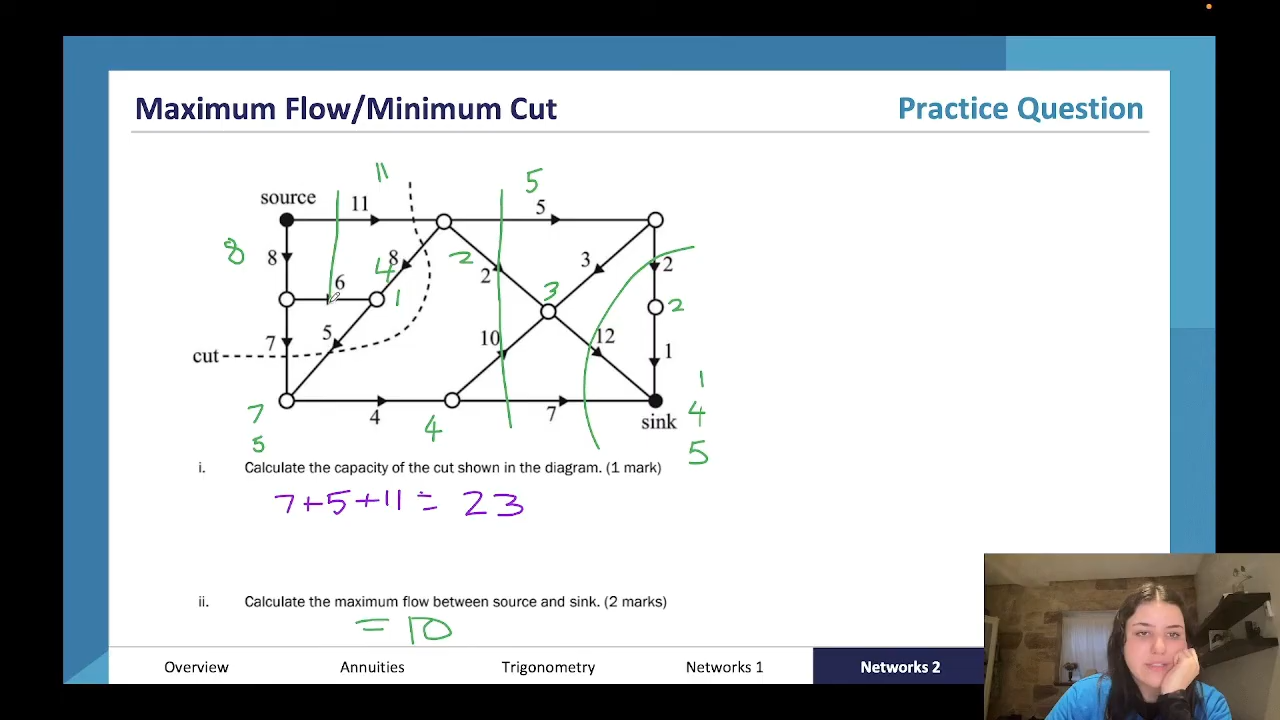 Maximum Flow/Minimum Cut
Practice Question
11
5
source
11
5
8
8
8
4
2
2
3
2
6
1
3
2
7
5
10
12
1
cut
7
4
4
7
sink
1
4
5
5
i. Calculate the capacity of the cut shown in the diagram. (1 mark)
7+5+11 = 23
ii. Calculate the maximum flow between source and sink. (2 marks)
= 10
Overview
Annuities
Trigonometry
Networks 1
Networks 2